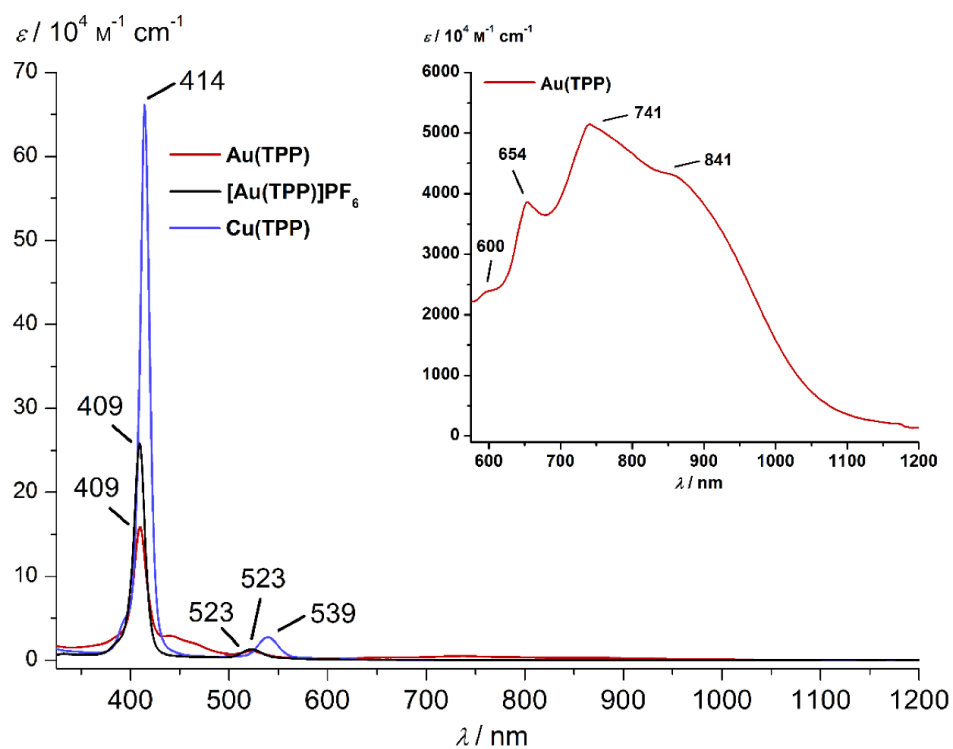 ε / 10⁴ M⁻¹ cm⁻¹
70
60
50
40
30
20
10
0
414
409
409
523
523
539
Au(TPP)
[Au(TPP)]PF₆
Cu(TPP)
400 500 600 700 800 900 1000 1100 1200
λ / nm
ε / 10⁴ M⁻¹ cm⁻¹
6000
5000
4000
3000
2000
1000
0
Au(TPP)
600
654
741
841
600 700 800 900 1000 1100 1200
λ / nm